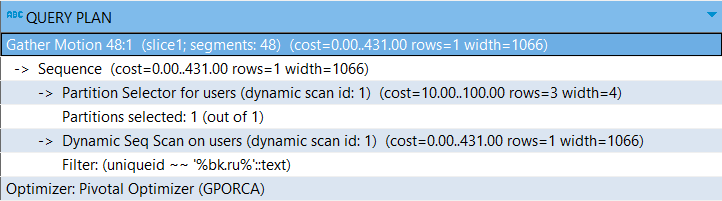 ABC QUERY PLAN
Gather Motion 48:1 (slice1; segments: 48) (cost=0.00..431.00 rows=1 width=1066)
-> Sequence (cost=0.00..431.00 rows=1 width=1066)
-> Partition Selector for users (dynamic scan id: 1) (cost=10.00..100.00 rows=3 width=4)
Partitions selected: 1 (out of 1)
-> Dynamic Seq Scan on users (dynamic scan id: 1) (cost=0.00..431.00 rows=1 width=1066)
Filter: (uniqueid ~~ '%bk.ru%'::text)
Optimizer: Pivotal Optimizer (GPORCA)